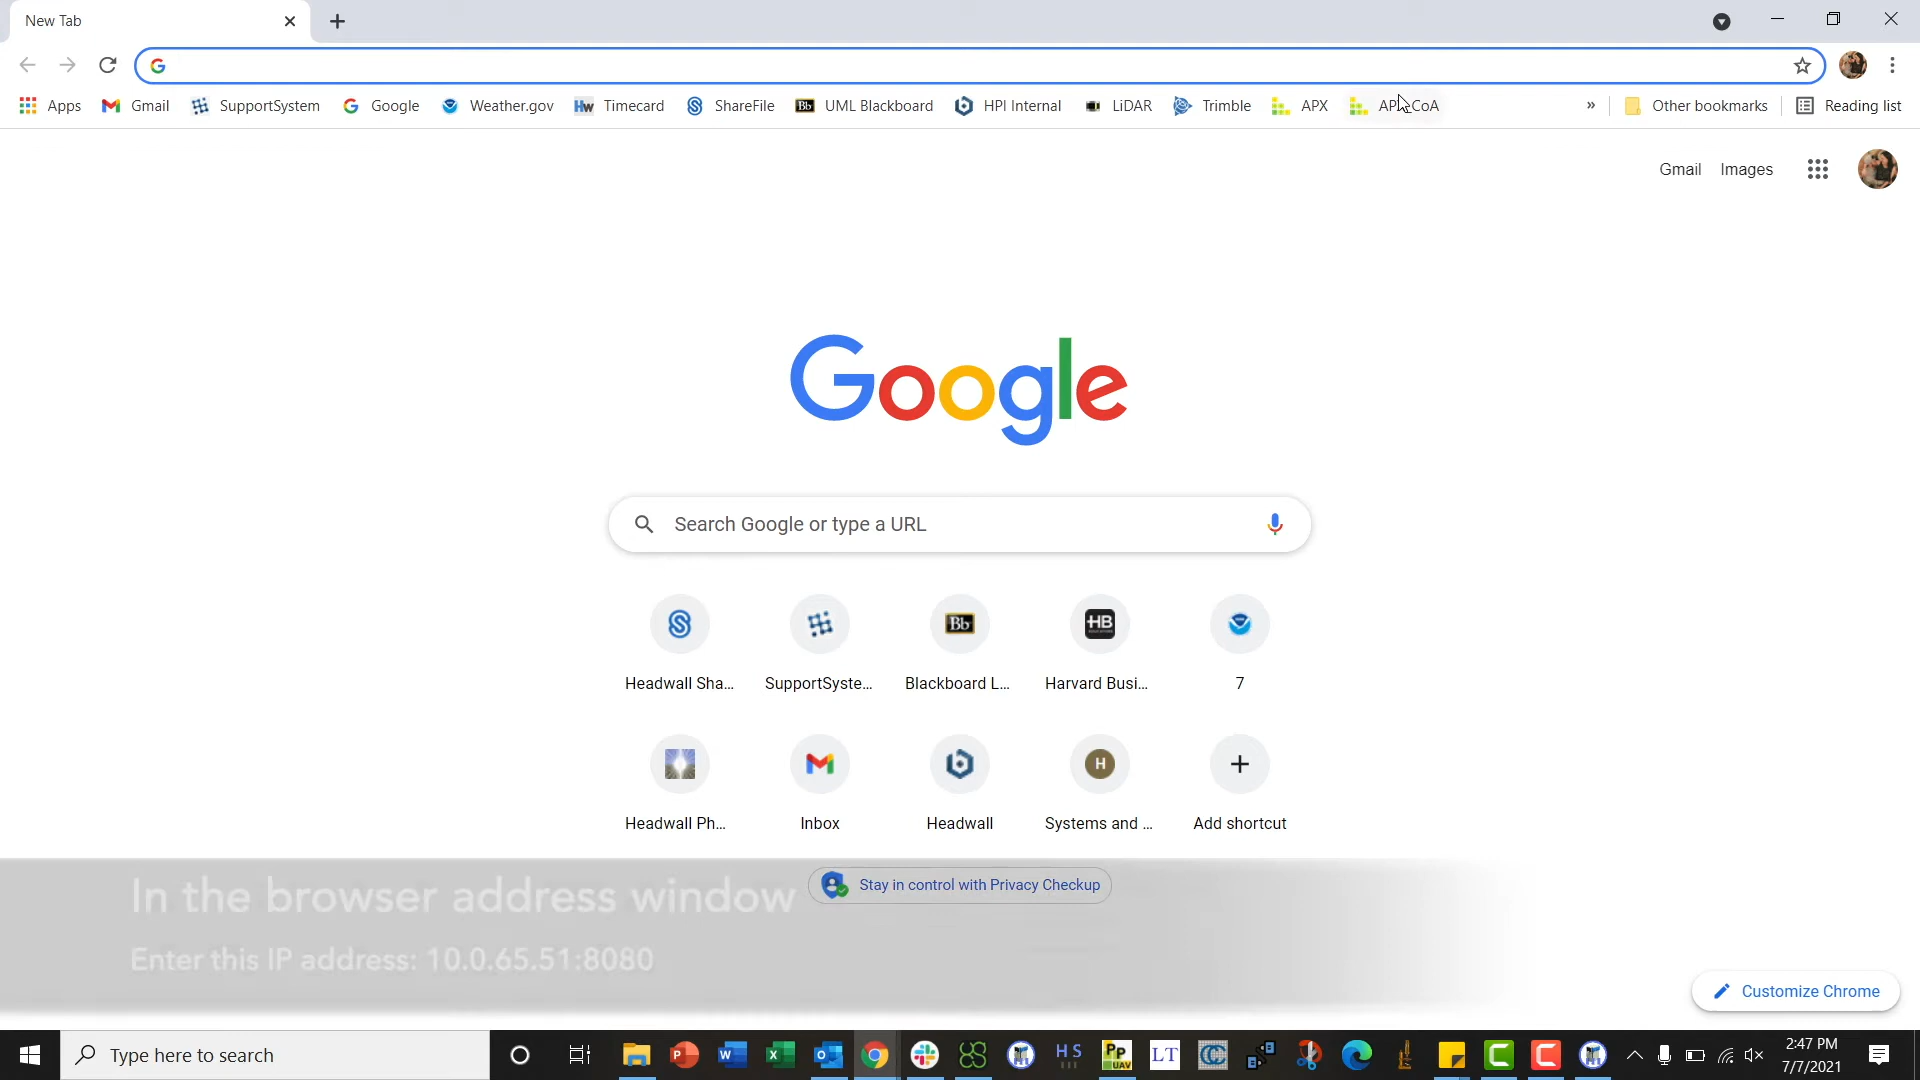 New Tab
Apps Gmail SupportSystem Google Weather.gov Timecard ShareFile UML Blackboard HPI Internal LiDAR Trimble APX CoA » Other bookmarks Reading list
Gmail Images
Google
Search Google or type a URL
Headwall Sha... SupportSyste... Blackboard L... Harvard Busi... 7
Headwall Ph... Inbox Headwall Systems and ... Add shortcut
Stay in control with Privacy Checkup
In the browser address window
Enter this IP address: 10.0.65.51:8080
Customize Chrome
Type here to search
2:47 PM
7/7/2021